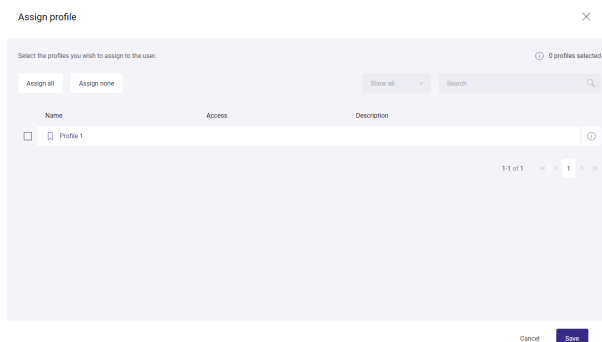 Assign profile
Select the profiles you wish to assign to the user.
0 profiles selected
Assign all
Assign none
Show all
Search
Name
Access
Description
Profile 1
1-1 of 1
1
Cancel
Save